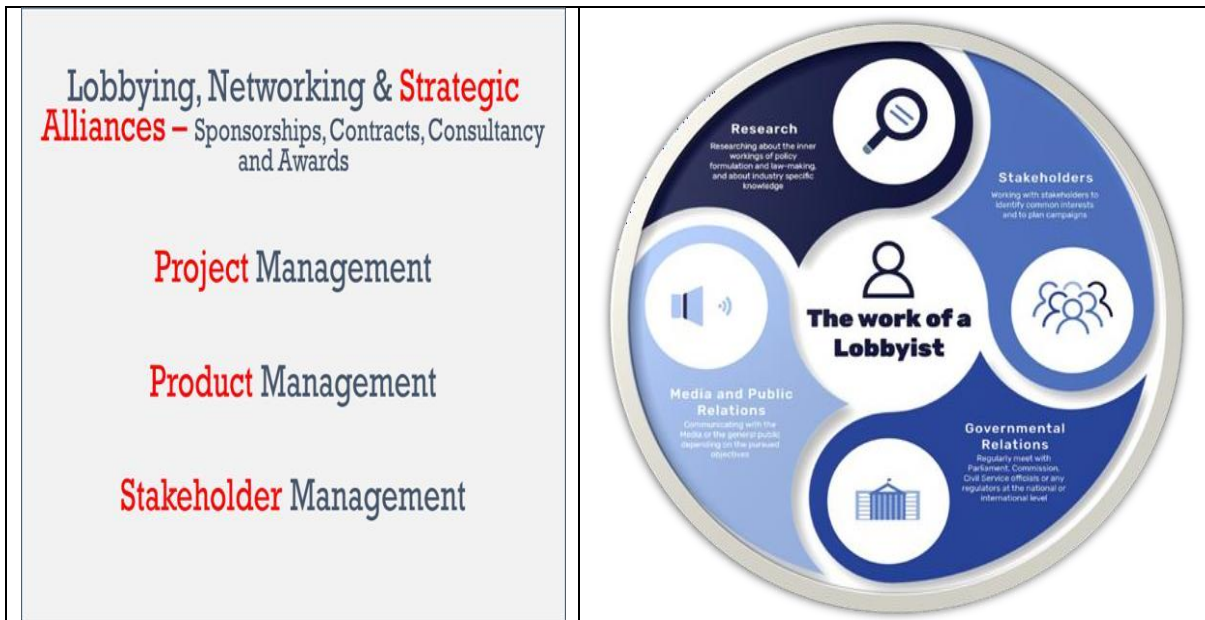 Lobbying, Networking & Strategic
Alliances – Sponsorships, Contracts, Consultancy
and Awards
Project Management
Product Management
Stakeholder Management
Research
Researching about the inner
workings of policy
formulation and law-making,
and about industry specific
knowledge
Stakeholders
Working with stakeholders to
identify common interests
and to plan campaigns
The work of a
Lobbyist
Media and Public
Relations
Communicating with the
Media or the general public
depending on the pursued
objectives
Governmental
Relations
Regularly meet with
Parliament, Commission,
Civil Service officials or any
regulators at the national or
international level